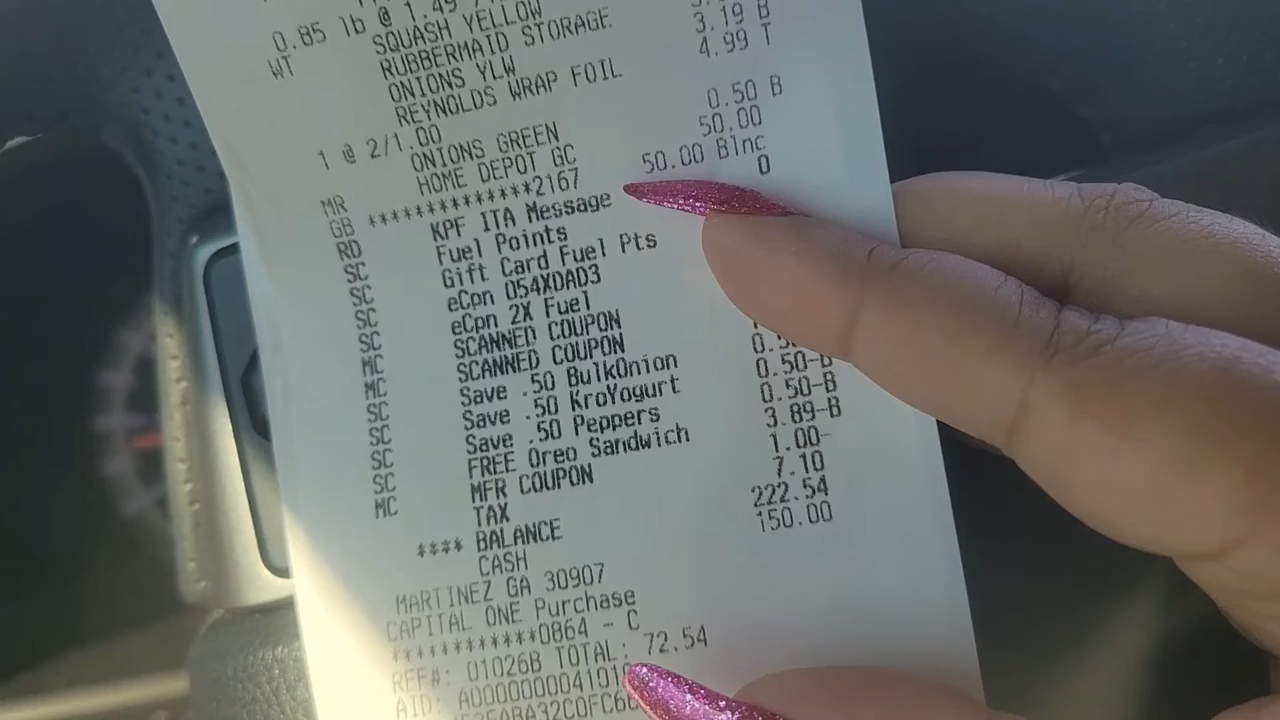 0.85 lb @ 1.49
WT SQUASH YELLOW
RUBBERMAID STORAGE
ONIONS YLW 3.19 B
REYNOLDS WRAP FOIL 4.99 T
1 @ 2/1.00
ONIONS GREEN 0.50 B
MR HOME DEPOT GC 50.00
GB **************2167 50.00 Blnc
RD KPF ITA Message 0
SC Fuel Points
SC Gift Card Fuel Pts
SC eCpn 054XDAD3
SC eCpn 2X Fuel
MC SCANNED COUPON
MC SCANNED COUPON
SC Save .50 BulkOnion
SC Save .50 KroYogurt 0.50-B
SC Save .50 Peppers 0.50-B
SC FREE Oreo Sandwich 3.89-B
MC MFR COUPON 1.00-
TAX 7.10
**** BALANCE 222.54
CASH 150.00
MARTINEZ GA 30907
CAPITAL ONE Purchase
************0864 - C
REF#: 01026B TOTAL: 72.54
AID: